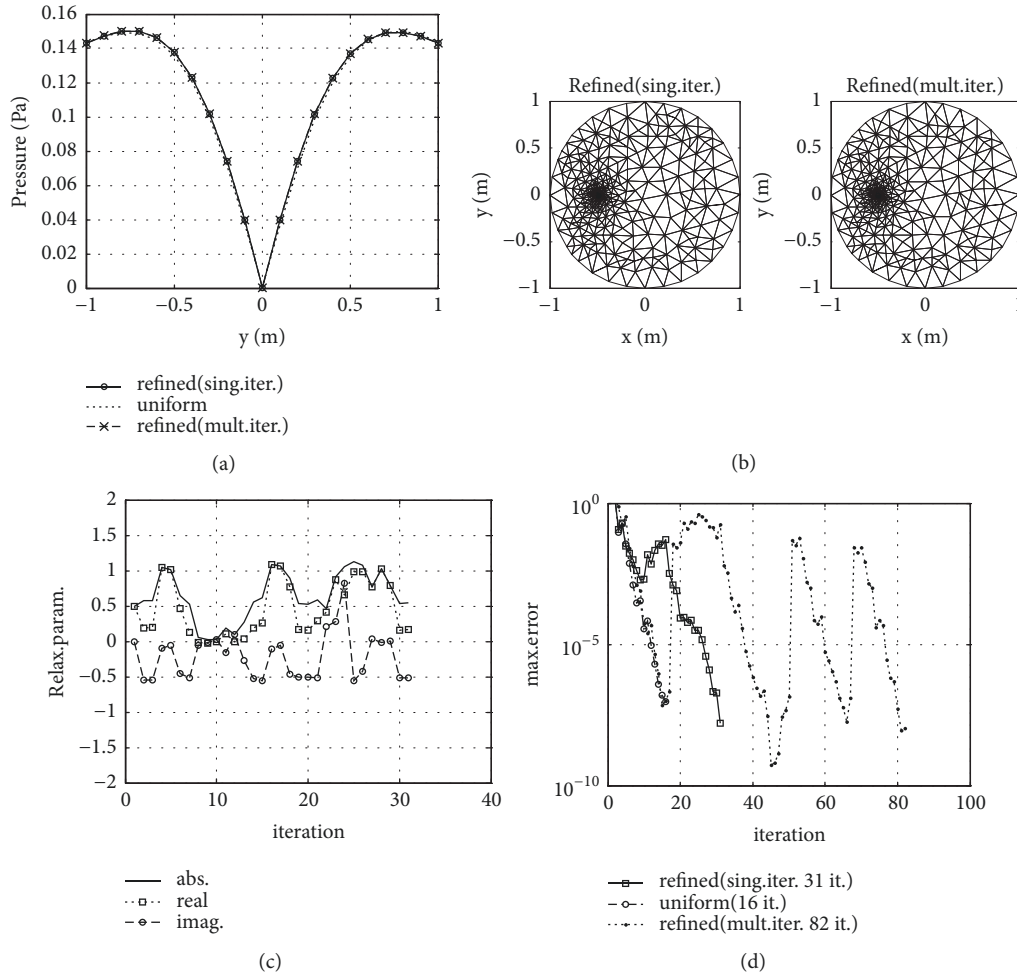 0.16
0.14
0.12
0.1
0.08
0.06
0.04
0.02
0
Pressure (Pa)
−1 −0.5 0 0.5 1
y (m)
refined(sing.iter.)
uniform
refined(mult.iter.)
(a)
Refined(sing.iter.)
1
0.5
0
−0.5
−1
y (m)
−1 0 1
x (m)
Refined(mult.iter.)
1
0.5
0
−0.5
−1
y (m)
−1 0 1
x (m)
(b)
2
1.5
1
0.5
0
−0.5
−1
−1.5
−2
Relax.param.
0 10 20 30 40
iteration
abs.
real
imag.
(c)
10^0
10^−5
10^−10
max.error
0 20 40 60 80 100
iteration
refined(sing.iter. 31 it.)
uniform(16 it.)
refined(mult.iter. 82 it.)
(d)